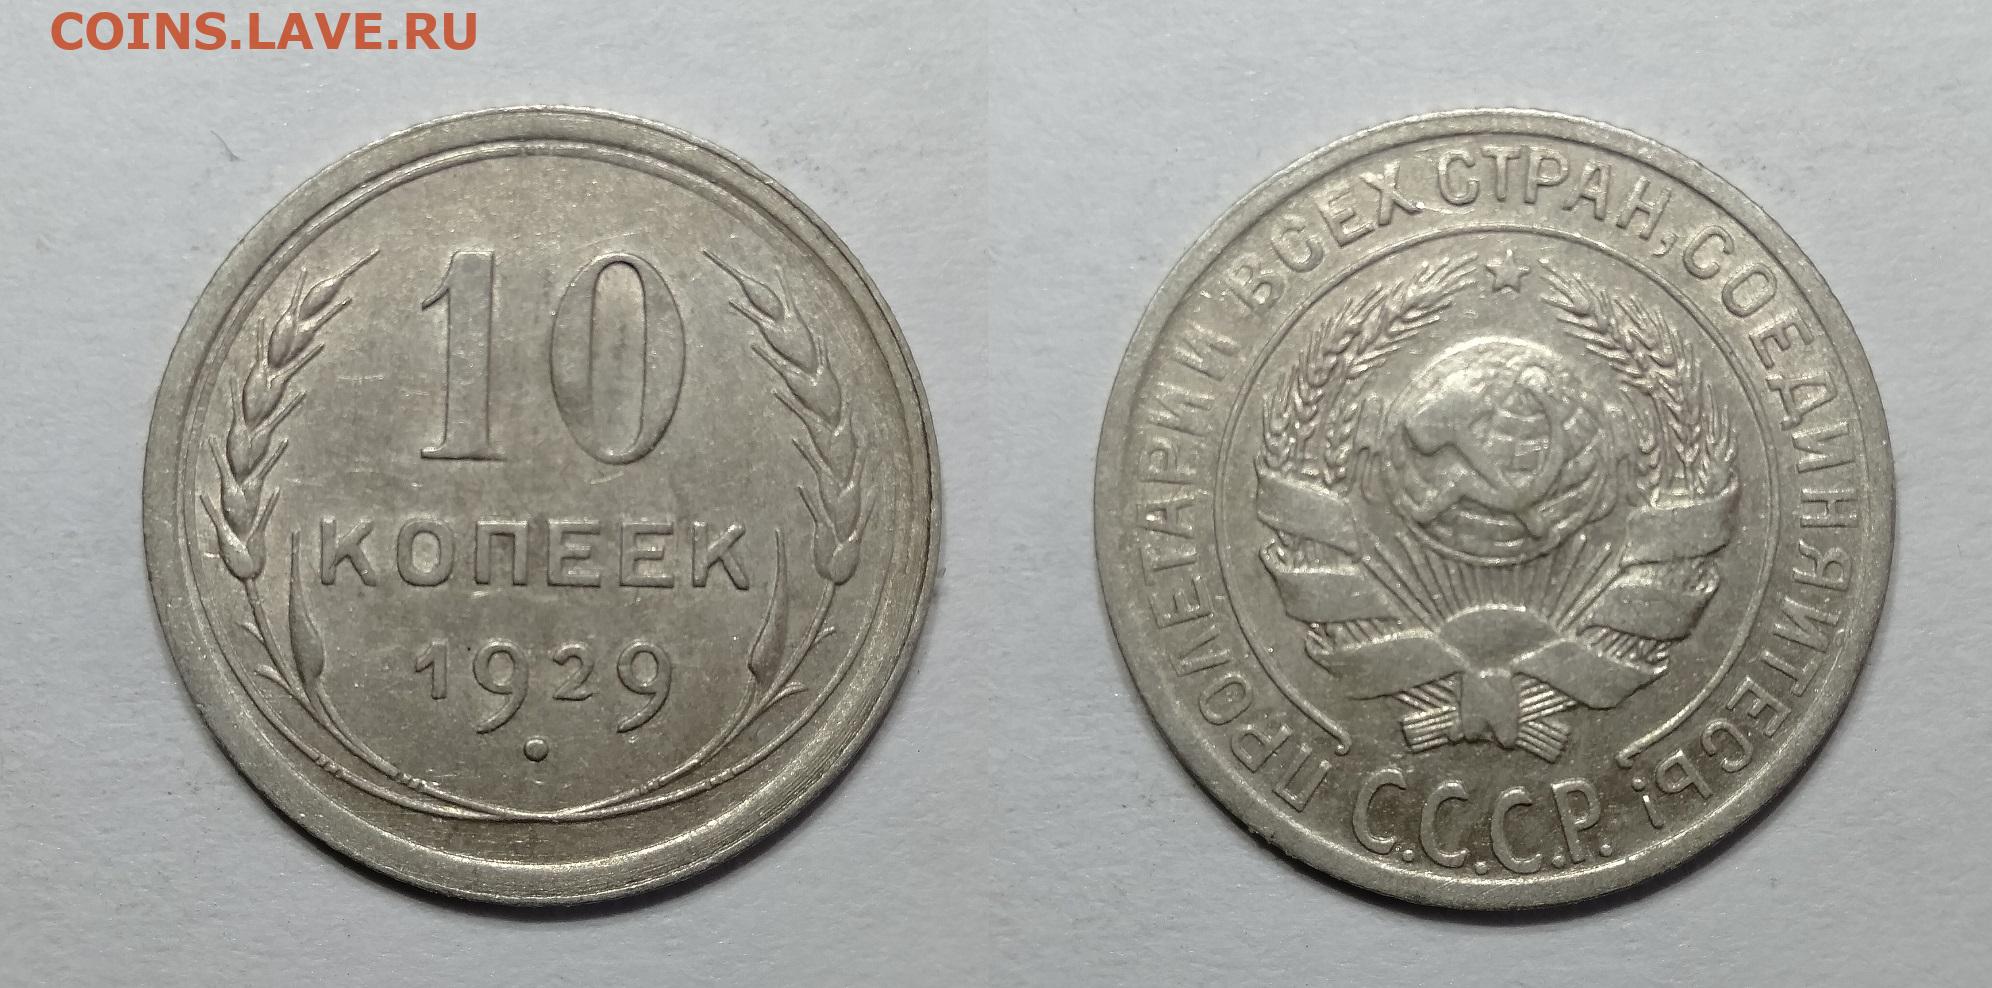 COINS.LAVE.RU
10
КОПЕЕК
1929
ПРОЛЕТАРИИ ВСЕХ СТРАН, СОЕДИНЯЙТЕСЬ!
С.С.С.Р.